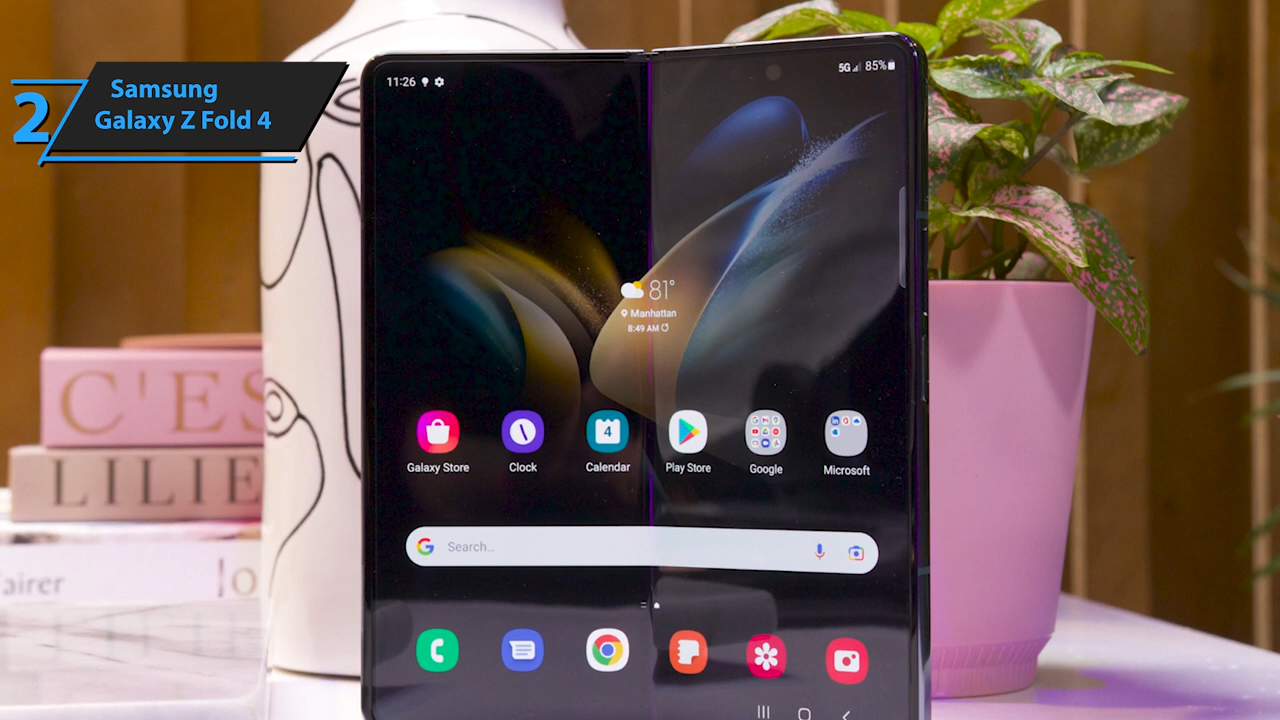 2
Samsung
Galaxy Z Fold 4
11:26
5G 85%
81°
Manhattan
8:49 AM
4
Galaxy Store
Clock
Calendar
Play Store
Google
Microsoft
Search...
C'ES
LILIE
airer